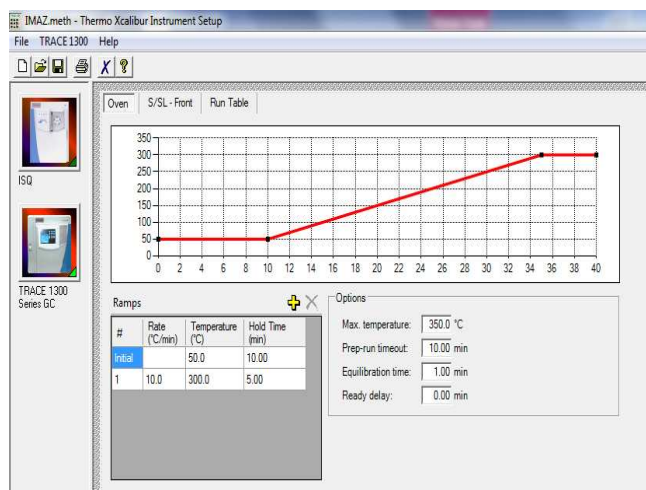 IMAZ.meth - Thermo Xcalibur Instrument Setup
File TRACE 1300 Help
Oven S/SL - Front Run Table
350
300
250
200
150
100
50
0
0 2 4 6 8 10 12 14 16 18 20 22 24 26 28 30 32 34 36 38 40
ISQ
TRACE 1300
Series GC
Ramps
# Rate (°C/min) Temperature (°C) Hold Time (min)
Initial 50.0 10.00
1 10.0 300.0 5.00
Options
Max. temperature: 350.0 °C
Prep-run timeout: 10.00 min
Equilibration time: 1.00 min
Ready delay: 0.00 min